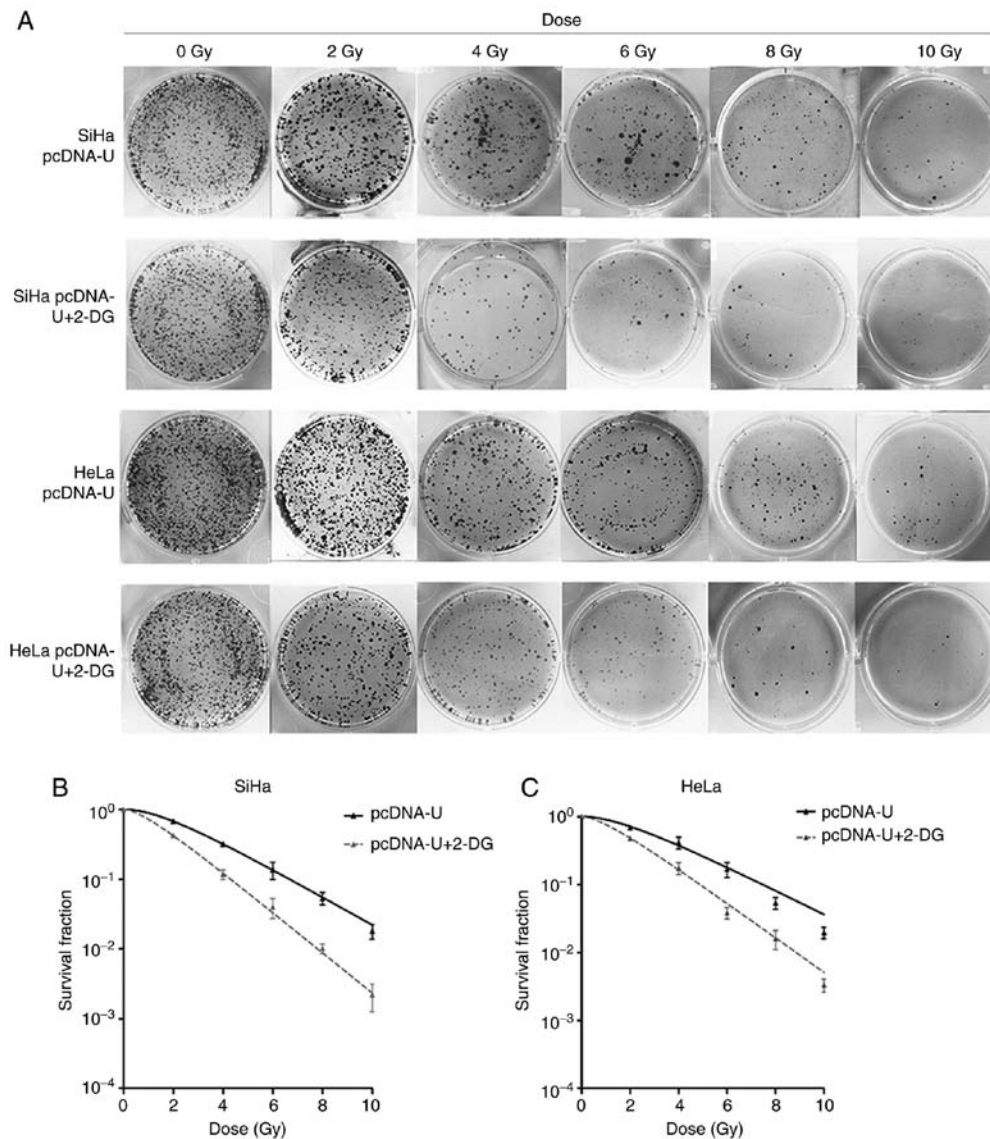 A
Dose
0 Gy 2 Gy 4 Gy 6 Gy 8 Gy 10 Gy
SiHa
pcDNA-U
SiHa pcDNA-
U+2-DG
HeLa
pcDNA-U
HeLa pcDNA-
U+2-DG
B
SiHa
pcDNA-U
pcDNA-U+2-DG
Survival fraction
10⁰
10⁻¹
10⁻²
10⁻³
10⁻⁴
0 2 4 6 8 10
Dose (Gy)
C
HeLa
pcDNA-U
pcDNA-U+2-DG
Survival fraction
10⁰
10⁻¹
10⁻²
10⁻³
10⁻⁴
0 2 4 6 8 10
Dose (Gy)